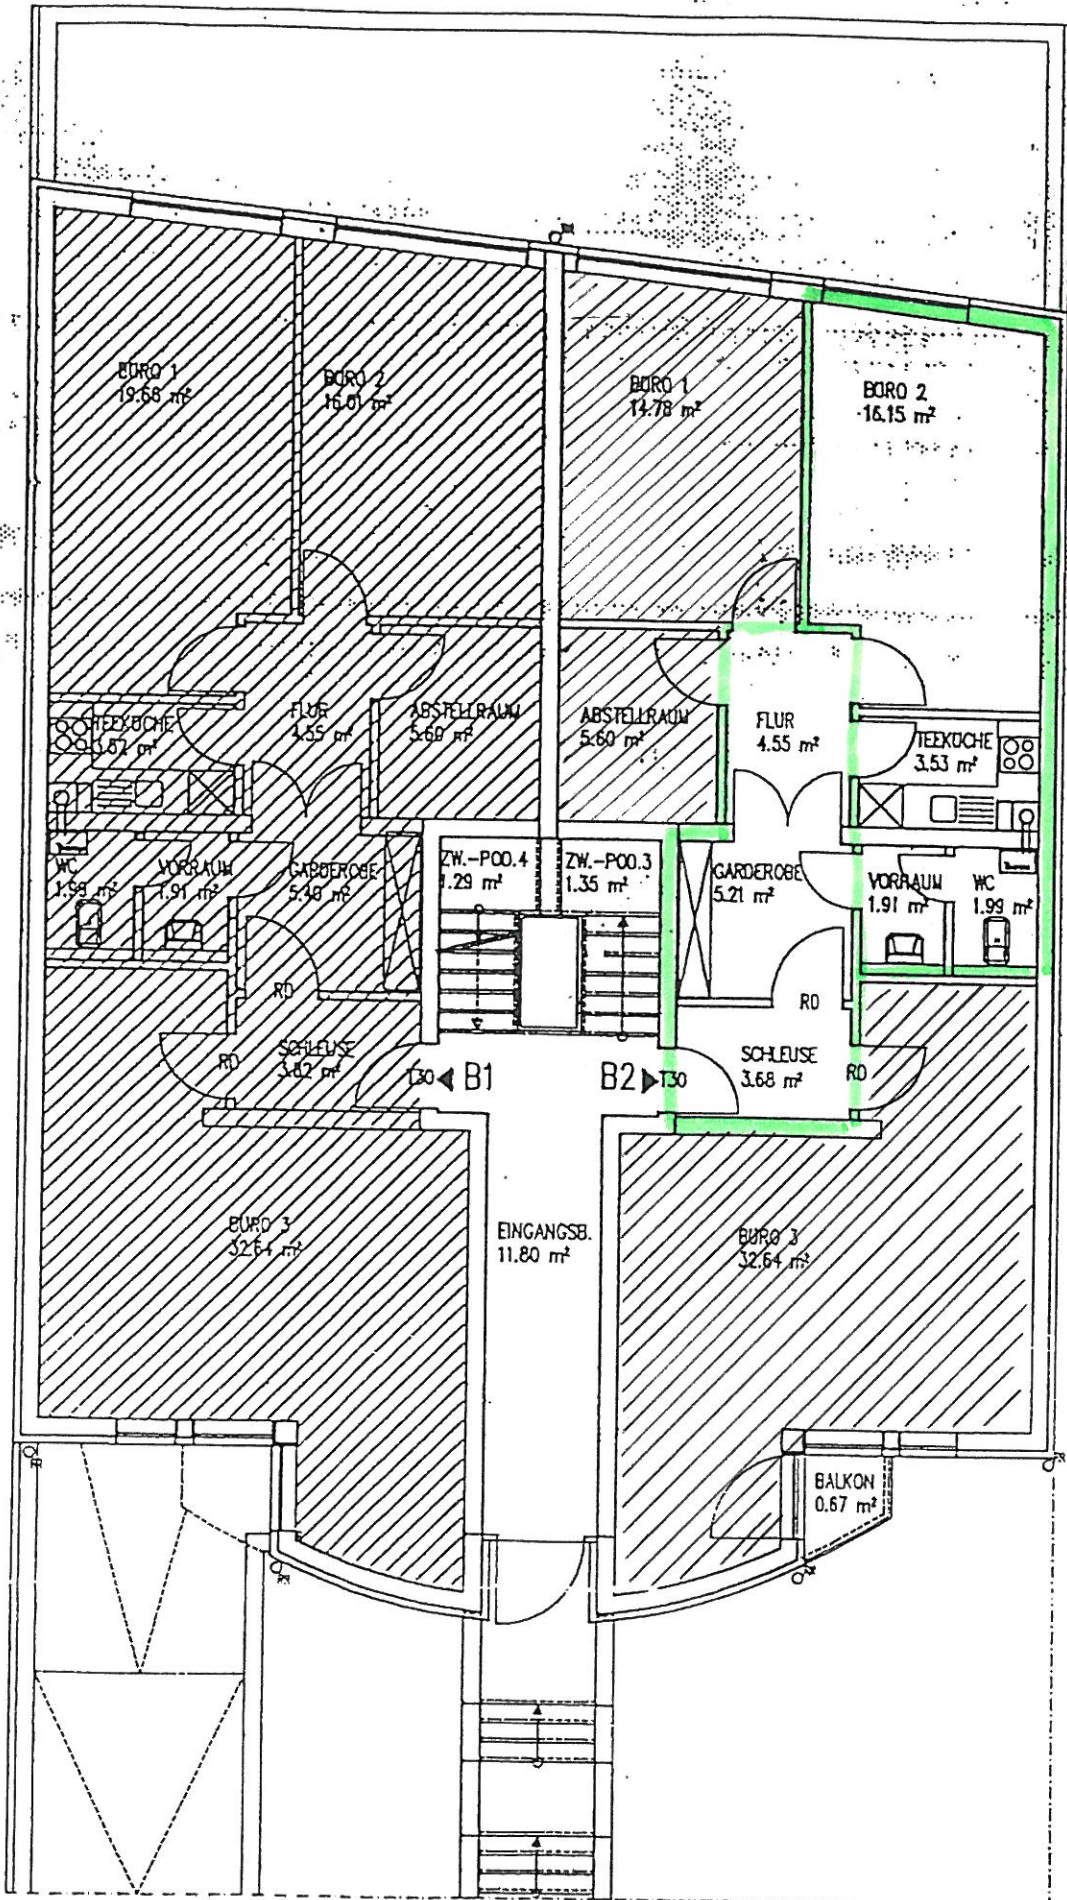 BÜRO 1
19.68 m²
BÜRO 2
16.01 m²
BÜRO 1
14.78 m²
BÜRO 2
16.15 m²
TEEKÜCHE
FLUR
4.55 m²
ABSTELLRAUM
5.60 m²
ABSTELLRAUM
5.60 m²
FLUR
4.55 m²
TEEKÜCHE
3.53 m²
WC
1.99 m²
VORRAUM
1.91 m²
GARDEROBE
5.40 m²
ZW.-POD.4
1.29 m²
ZW.-POD.3
1.35 m²
GARDEROBE
5.21 m²
VORRAUM
1.91 m²
WC
1.99 m²
RD
RD
RD
SCHLEUSE
3.82 m²
T30
B1
B2
T30
SCHLEUSE
3.68 m²
RD
BÜRO 3
32.64 m²
EINGANGSB.
11.80 m²
BÜRO 3
32.64 m²
BALKON
0.67 m²